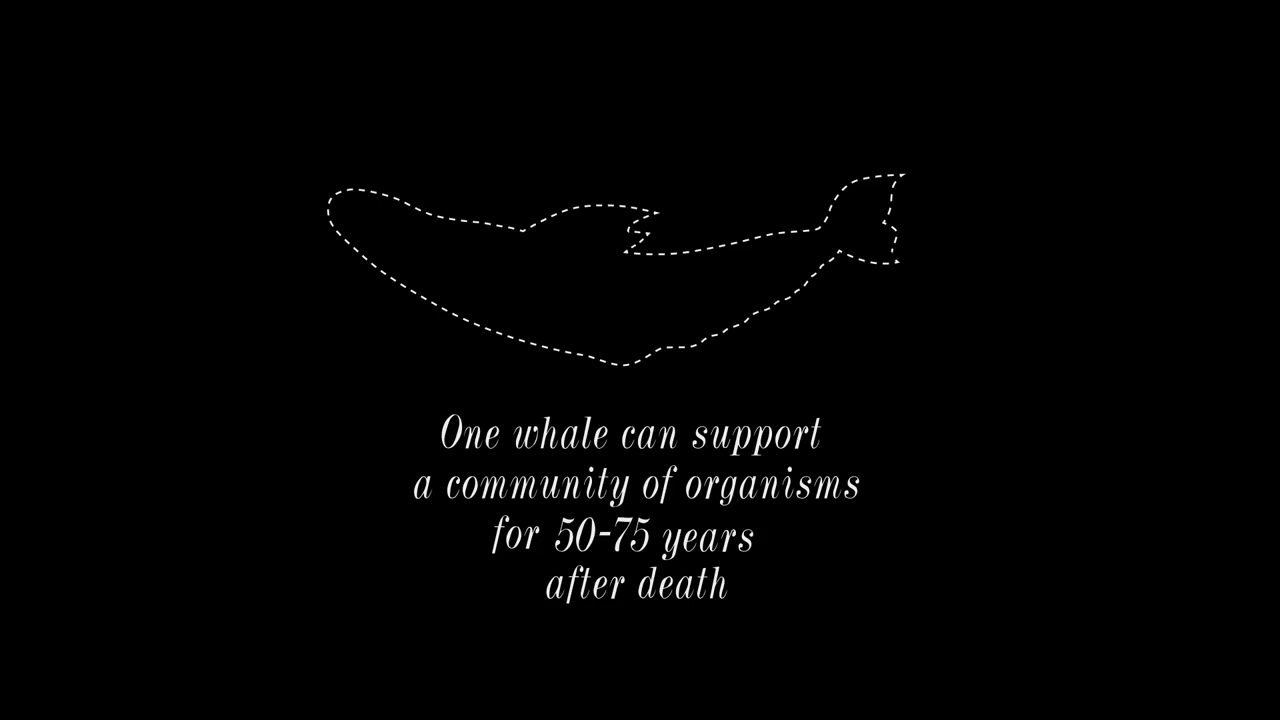 One whale can support
a community of organisms
for 50-75 years
after death